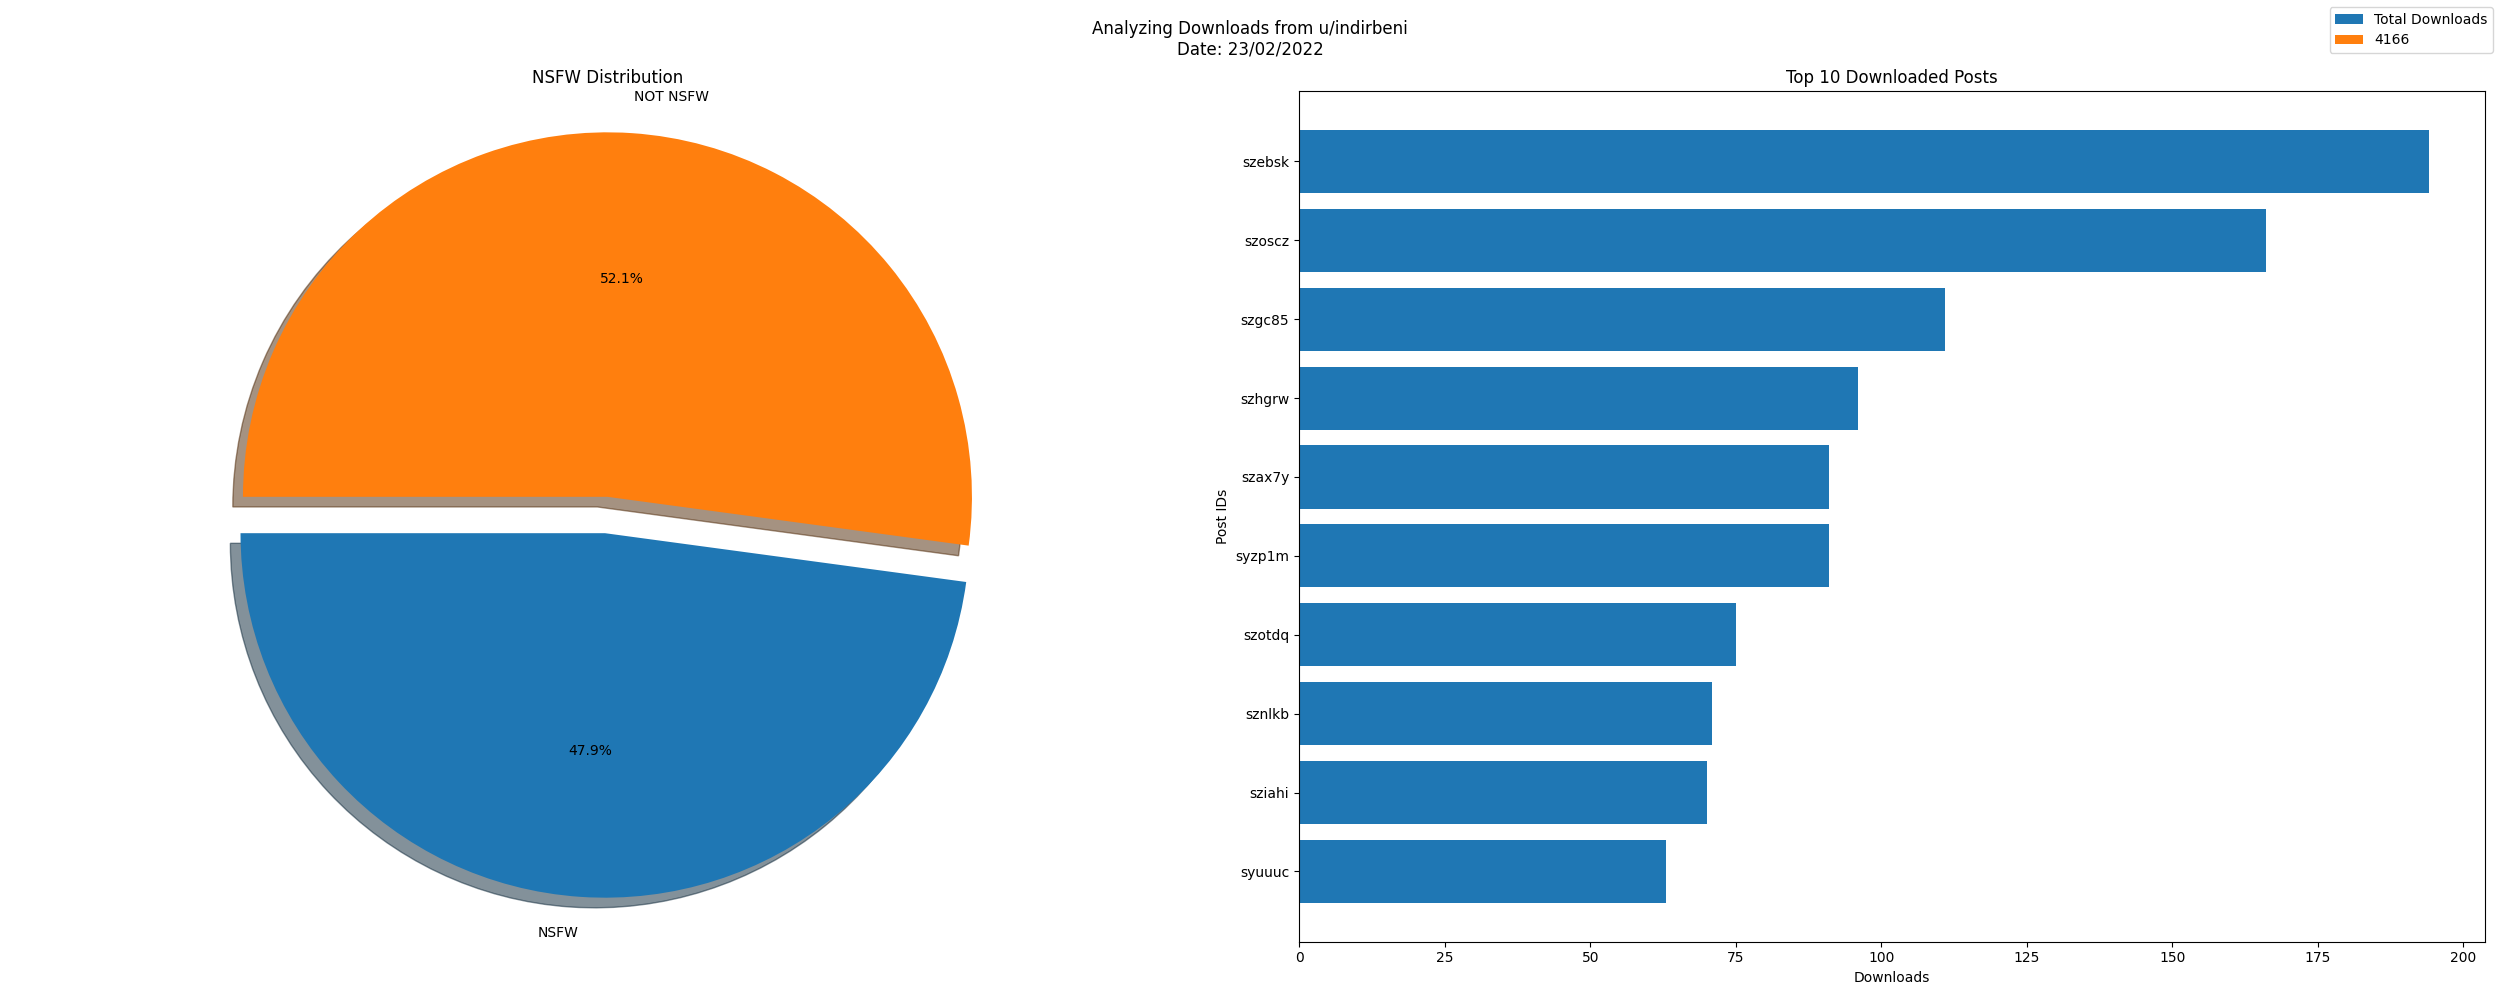 Analyzing Downloads from u/indirbeni
Date: 23/02/2022
Total Downloads
4166
NSFW Distribution
NOT NSFW
52.1%
47.9%
NSFW
Top 10 Downloaded Posts
Post IDs
szebsk
szoscz
szgc85
szhgrw
szax7y
syzp1m
szotdq
sznlkb
sziahi
syuuuc
0 25 50 75 100 125 150 175 200
Downloads